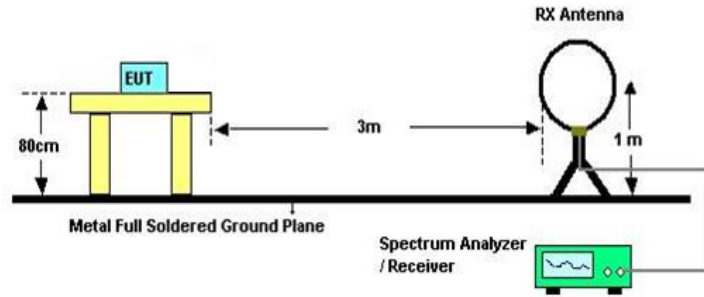 RX Antenna
EUT
3m
80cm
1 m
Metal Full Soldered Ground Plane
Spectrum Analyzer
/ Receiver